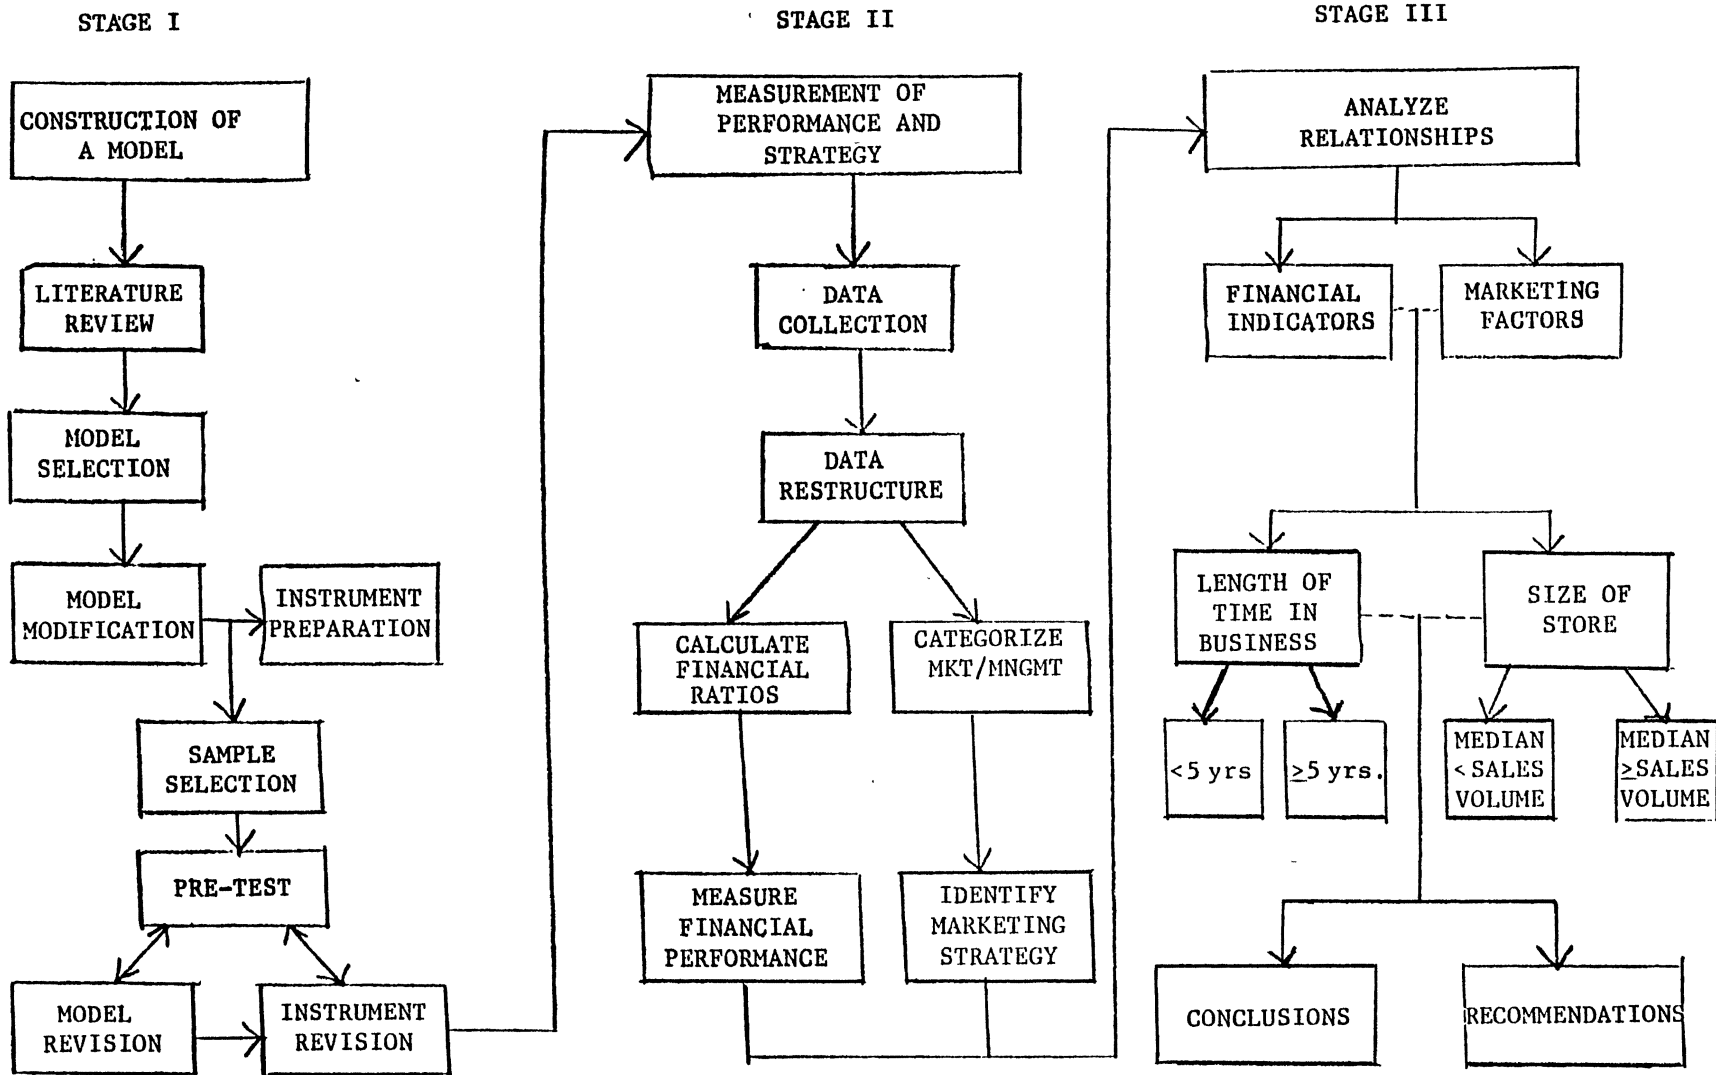 STAGE I
CONSTRUCTION OF
A MODEL
LITERATURE
REVIEW
MODEL
SELECTION
MODEL
MODIFICATION
INSTRUMENT
PREPARATION
SAMPLE
SELECTION
PRE-TEST
MODEL
REVISION
INSTRUMENT
REVISION
STAGE II
MEASUREMENT OF
PERFORMANCE AND
STRATEGY
DATA
COLLECTION
DATA
RESTRUCTURE
CALCULATE
FINANCIAL
RATIOS
CATEGORIZE
MKT/MNGMT
MEASURE
FINANCIAL
PERFORMANCE
IDENTIFY
MARKETING
STRATEGY
STAGE III
ANALYZE
RELATIONSHIPS
FINANCIAL
INDICATORS
MARKETING
FACTORS
LENGTH OF
TIME IN
BUSINESS
SIZE OF
STORE
<5 yrs
≥5 yrs.
MEDIAN
<SALES
VOLUME
MEDIAN
≥SALES
VOLUME
CONCLUSIONS
RECOMMENDATIONS